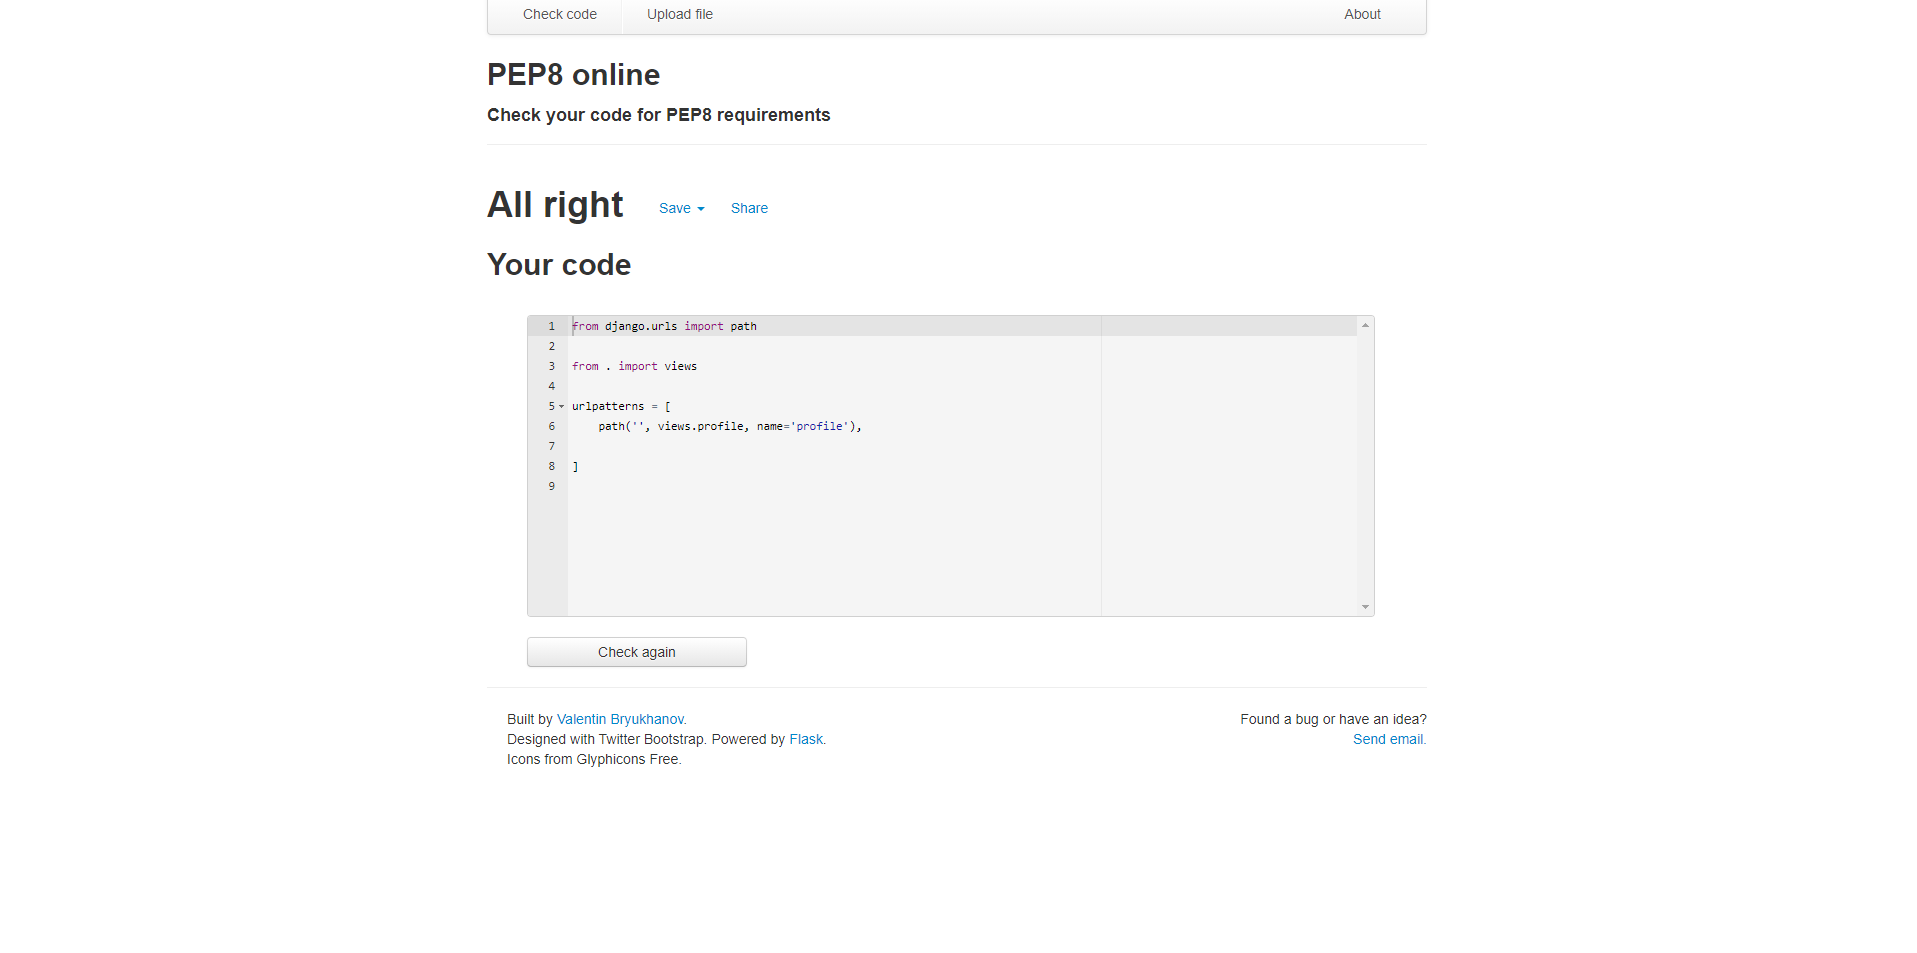 Check code Upload file About
PEP8 online
Check your code for PEP8 requirements
All right Save Share
Your code
1 from django.urls import path
2
3 from . import views
4
5 urlpatterns = [
6     path('', views.profile, name='profile'),
7
8 ]
9
Check again
Built by Valentin Bryukhanov. Found a bug or have an idea?
Designed with Twitter Bootstrap. Powered by Flask. Send email.
Icons from Glyphicons Free.